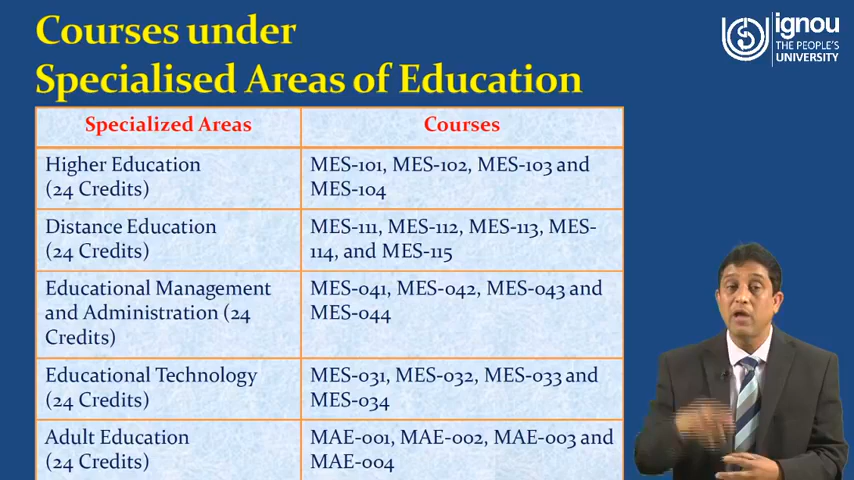 Courses under
Specialised Areas of Education
ignou
THE PEOPLE'S
UNIVERSITY
Specialized Areas
Courses
Higher Education
(24 Credits)
MES-101, MES-102, MES-103 and
MES-104
Distance Education
(24 Credits)
MES-111, MES-112, MES-113, MES-
114, and MES-115
Educational Management
and Administration (24
Credits)
MES-041, MES-042, MES-043 and
MES-044
Educational Technology
(24 Credits)
MES-031, MES-032, MES-033 and
MES-034
Adult Education
(24 Credits)
MAE-001, MAE-002, MAE-003 and
MAE-004